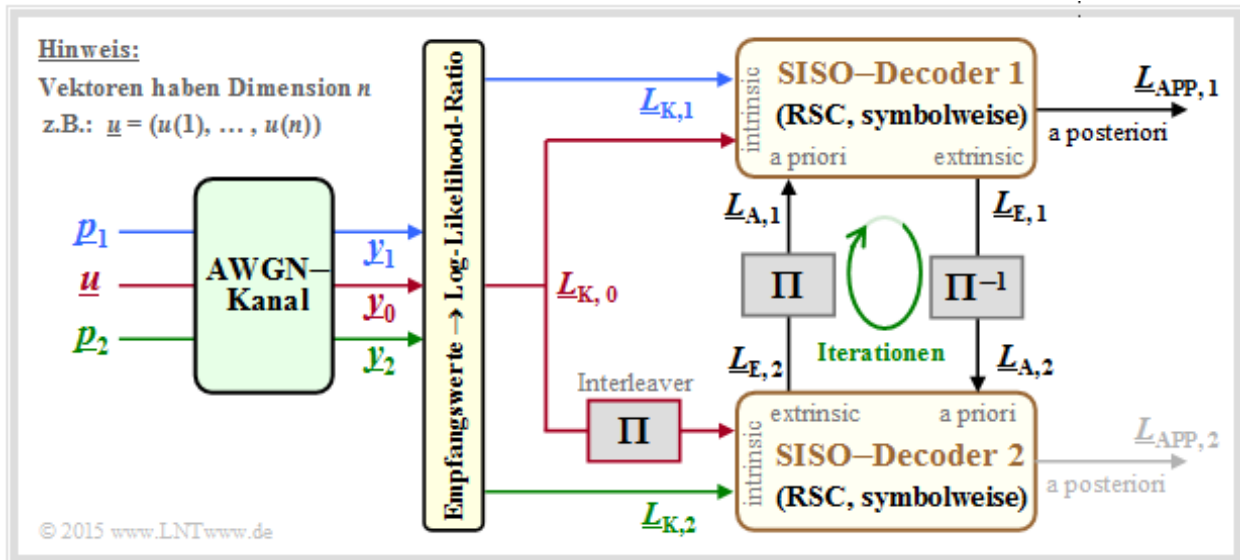 Hinweis:
Vektoren haben Dimension n
z.B.: u = (u(1), … , u(n))
p1
u
p2
AWGN–
Kanal
y1
y0
y2
Empfangswerte → Log-Likelihood-Ratio
LK,1
LK, 0
Interleaver
Π
LK,2
intrinsic
SISO–Decoder 1
(RSC, symbolweise)
a priori
extrinsic
LAPP, 1
a posteriori
LA, 1
LE, 1
Π
Π−1
Iterationen
LE, 2
LA, 2
extrinsic
a priori
intrinsic
SISO–Decoder 2
(RSC, symbolweise)
LAPP, 2
a posteriori
© 2015 www.LNTwww.de